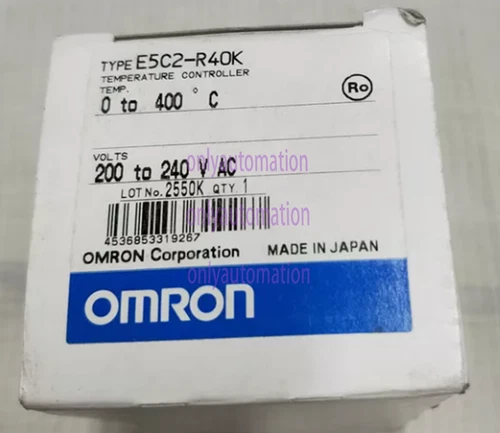 TYPE E5C2-R40K
TEMPERATURE CONTROLLER
TEMP.
0 to 400 °C
Ro
onlyautomation
VOLTS
200 to 240 V AC
LOT No. 2550K QTY. 1
onlyautomation
4536853319267
OMRON Corporation MADE IN JAPAN
onlyautomation
OMRON